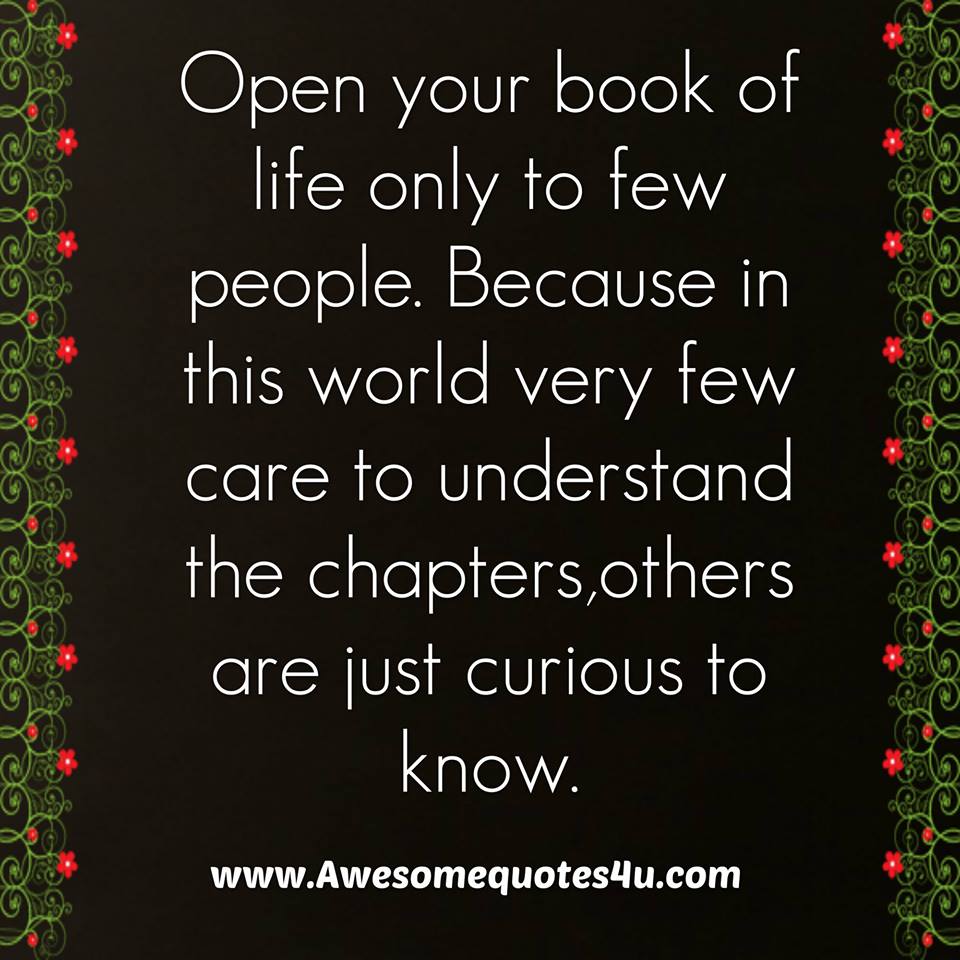 Open your book of
life only to few
people. Because in
this world very few
care to understand
the chapters,others
are just curious to
know.
www.Awesomequotes4u.com